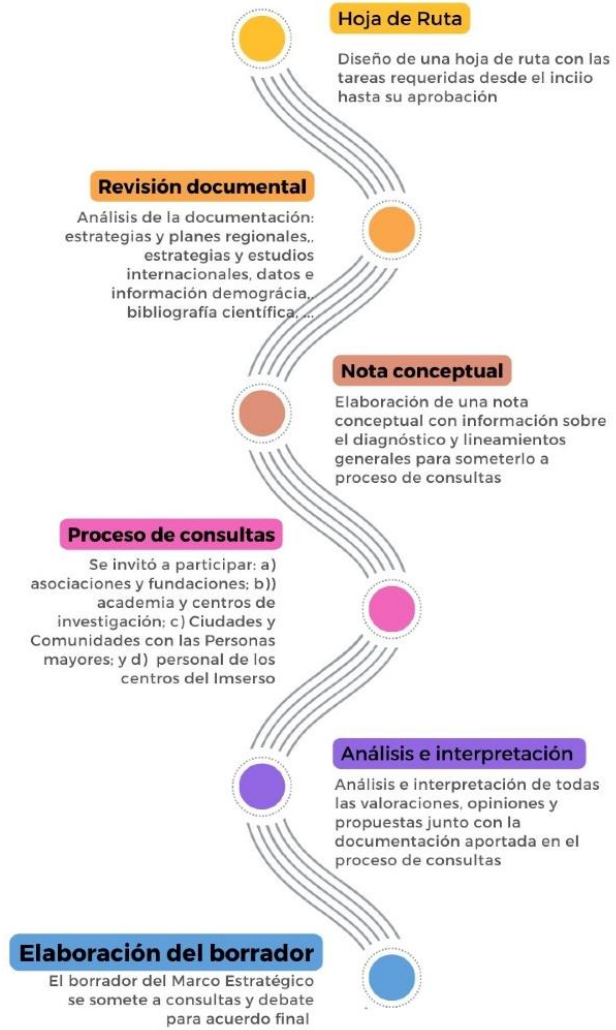 Hoja de Ruta
Diseño de una hoja de ruta con las
tareas requeridas desde el inciio
hasta su aprobación
Revisión documental
Análisis de la documentación:
estrategias y planes regionales,.
estrategias y estudios
internacionales, datos e
información demográcia,.
bibliografía científica, ...
Nota conceptual
Elaboración de una nota
conceptual con información sobre
el diagnóstico y lineamientos
generales para someterlo a
proceso de consultas
Proceso de consultas
Se invitó a participar: a)
asociaciones y fundaciones; b))
academia y centros de
investigación; c) Ciudades y
Comunidades con las Personas
mayores; y d) personal de los
centros del Imserso
Análisis e interpretación
Análisis e interpretación de todas
las valoraciones, opiniones y
propuestas junto con la
documentación aportada en el
proceso de consultas
Elaboración del borrador
El borrador del Marco Estratégico
se somete a consultas y debate
para acuerdo final